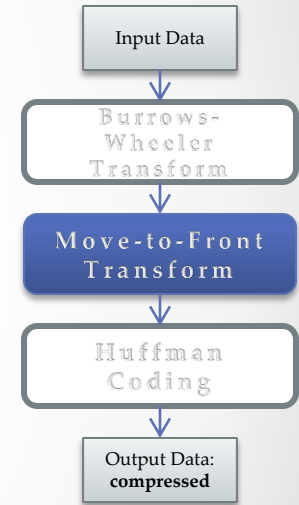 Input Data
Burrows-
Wheeler
Transform
Move-to-Front
Transform
Huffman
Coding
Output Data:
compressed